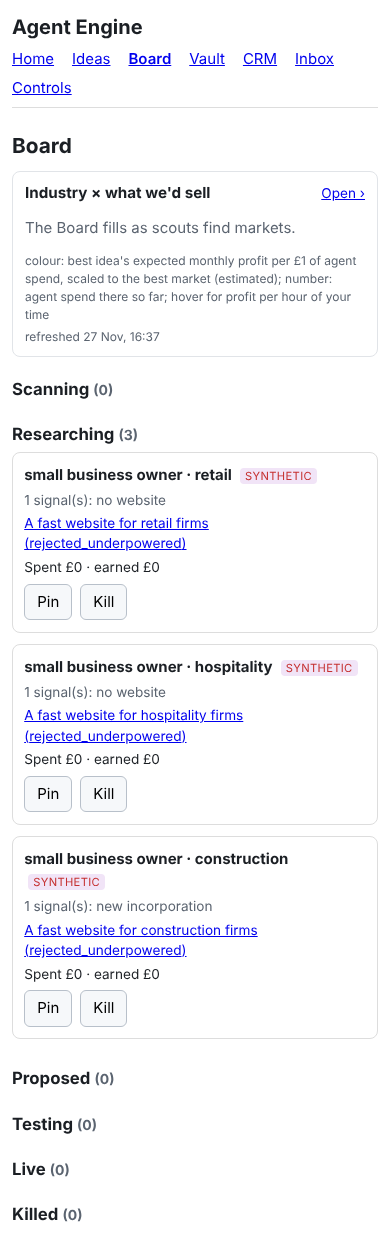 Agent Engine
Home Ideas Board Vault CRM Inbox
Controls
Board
Industry × what we'd sell Open ›
The Board fills as scouts find markets.
colour: best idea's expected monthly profit per £1 of agent
spend, scaled to the best market (estimated); number:
agent spend there so far; hover for profit per hour of your
time
refreshed 27 Nov, 16:37
Scanning (0)
Researching (3)
small business owner · retail SYNTHETIC
1 signal(s): no website
A fast website for retail firms
(rejected_underpowered)
Spent £0 · earned £0
Pin Kill
small business owner · hospitality SYNTHETIC
1 signal(s): no website
A fast website for hospitality firms
(rejected_underpowered)
Spent £0 · earned £0
Pin Kill
small business owner · construction
SYNTHETIC
1 signal(s): new incorporation
A fast website for construction firms
(rejected_underpowered)
Spent £0 · earned £0
Pin Kill
Proposed (0)
Testing (0)
Live (0)
Killed (0)